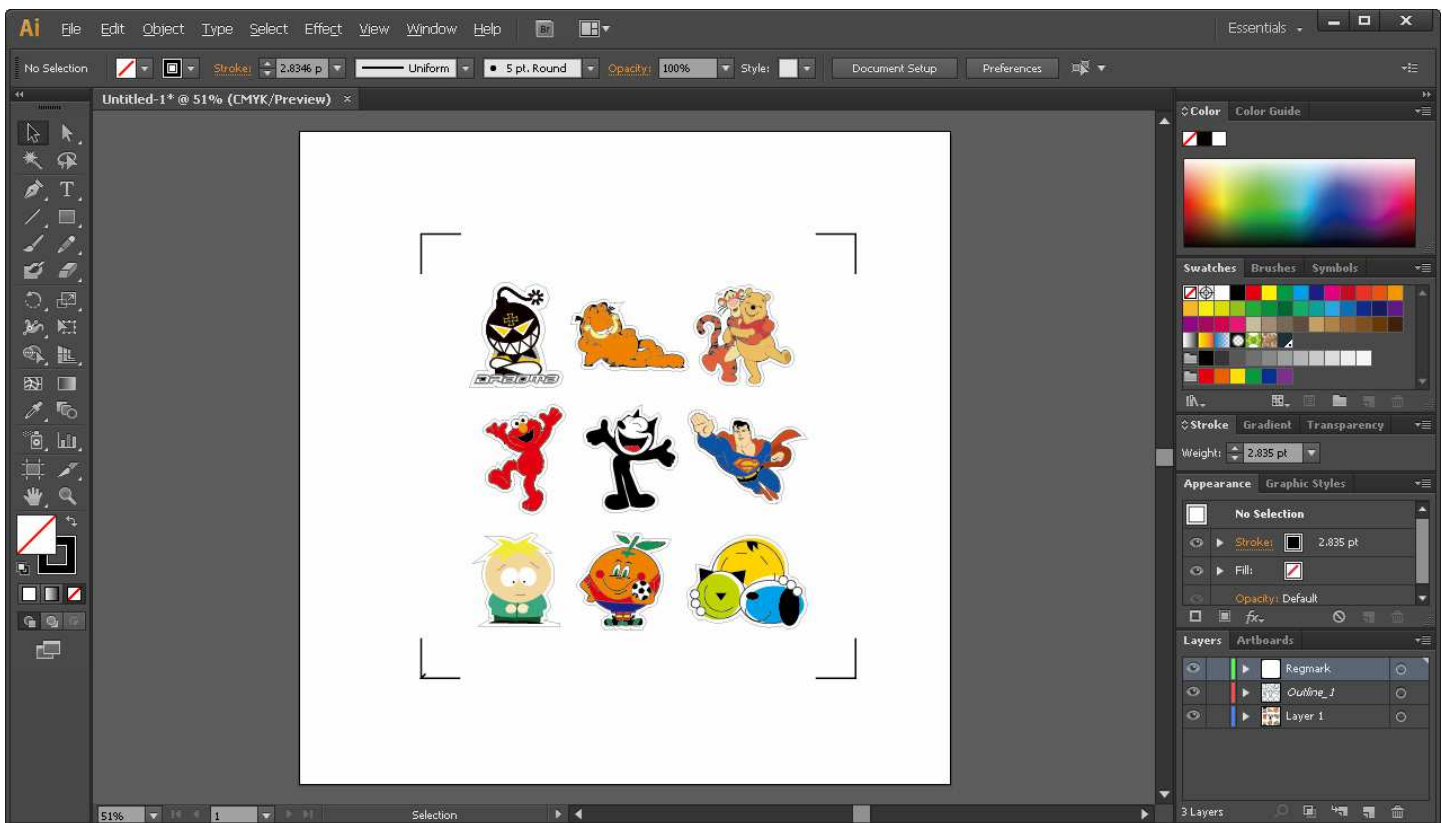 Ai File Edit Object Type Select Effect View Window Help Br Essentials
No Selection Stroke: 2.8346 p Uniform 5 pt. Round Opacity: 100% Style: Document Setup Preferences
Untitled-1* @ 51% (CMYK/Preview) ×
Color Color Guide
Swatches Brushes Symbols
Stroke Gradient Transparency
Weight: 2.835 pt
Appearance Graphic Styles
No Selection
Stroke: 2.835 pt
Fill:
Opacity: Default
fx
Layers Artboards
Regmark
Outline_1
Layer 1
3 Layers
51% 1 Selection